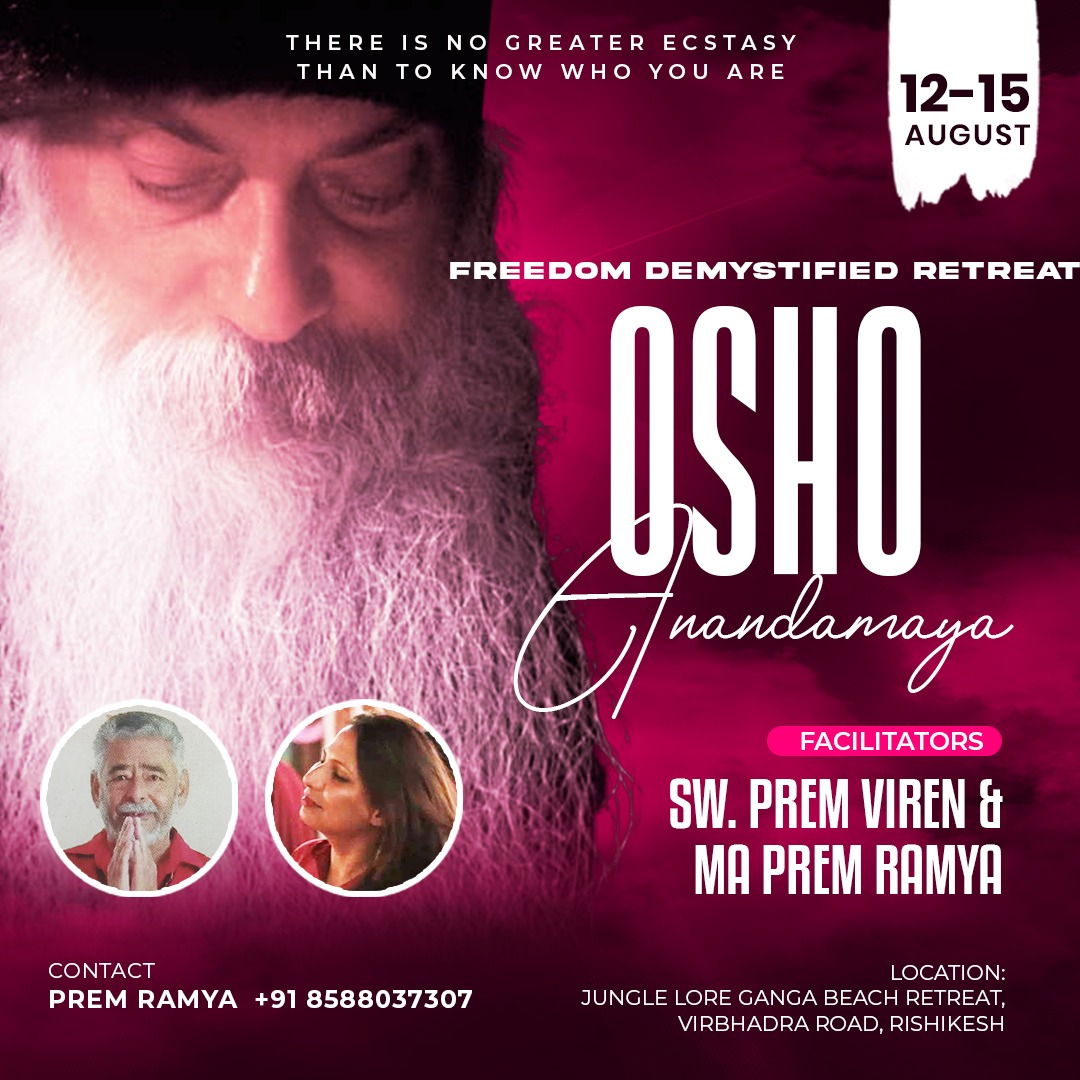 THERE IS NO GREATER ECSTASY
THAN TO KNOW WHO YOU ARE
12-15
AUGUST
FREEDOM DEMYSTIFIED RETREAT
OSHO
Anandamaya
FACILITATORS
SW. PREM VIREN &
MA PREM RAMYA
CONTACT
PREM RAMYA +91 8588037307
LOCATION:
JUNGLE LORE GANGA BEACH RETREAT,
VIRBHADRA ROAD, RISHIKESH